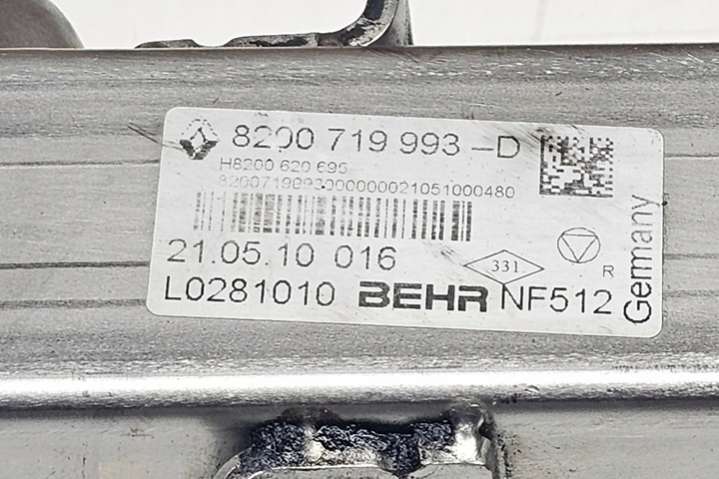 8200 719 993 -D
H8200 620 695
8200719993000000021051000480
21.05.10 016
331
R
L0281010 BEHR NF512
Germany